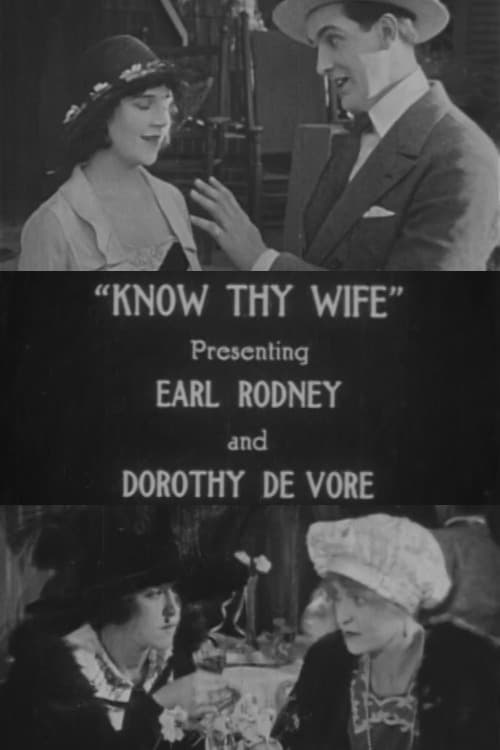 "KNOW THY WIFE"
Presenting
EARL RODNEY
and
DOROTHY DE VORE